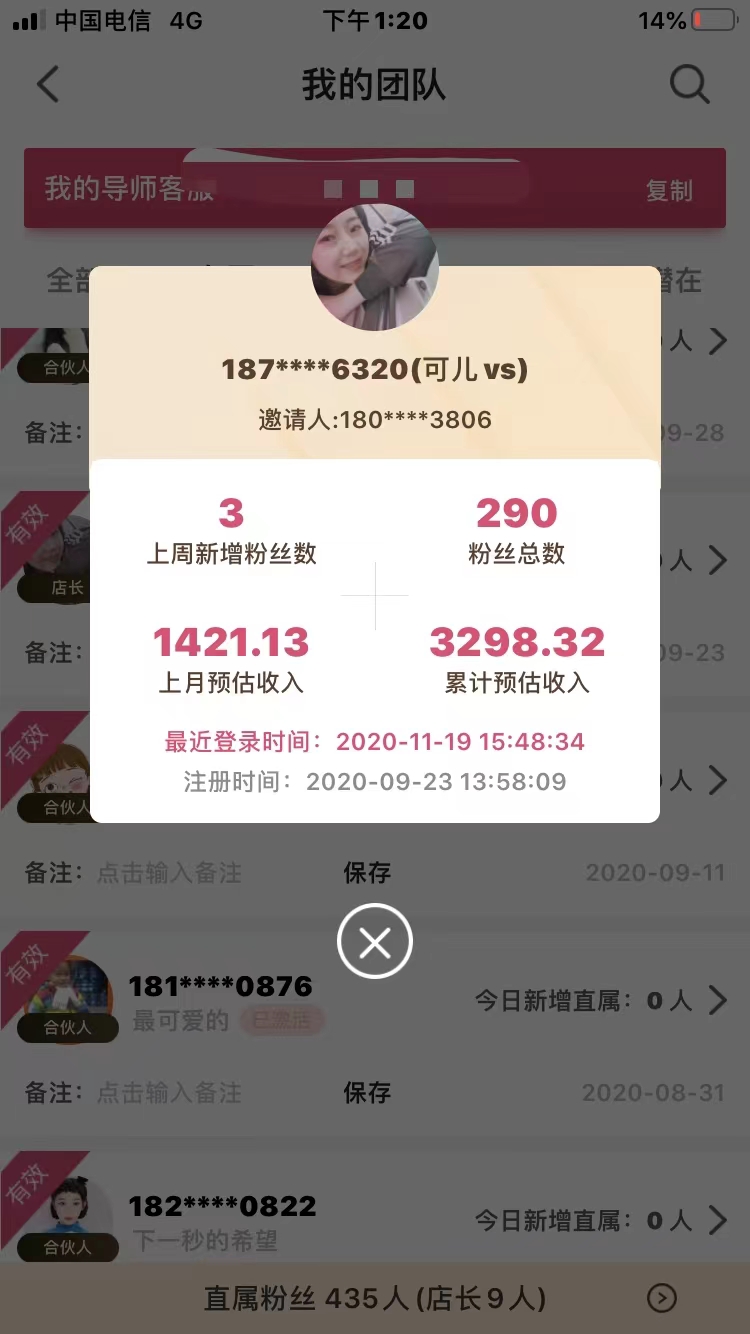 中国电信 4G 下午1:20 14%
我的团队
我的导师客服 复制
全部 潜在
187****6320(可儿vs)
邀请人:180****3806
合伙人 人
备注: 09-28
3 290
上周新增粉丝数 粉丝总数
有效
店长 人
1421.13 3298.32
上月预估收入 累计预估收入
备注: 09-23
最近登录时间：2020-11-19 15:48:34
注册时间：2020-09-23 13:58:09
有效
合伙人 人
备注: 点击输入备注 保存 2020-09-11
有效
181****0876
最可爱的 已激活
今日新增直属：0人
合伙人
备注: 点击输入备注 保存 2020-08-31
有效
182****0822
下一秒的希望
今日新增直属：0人
合伙人
直属粉丝 435人(店长9人)